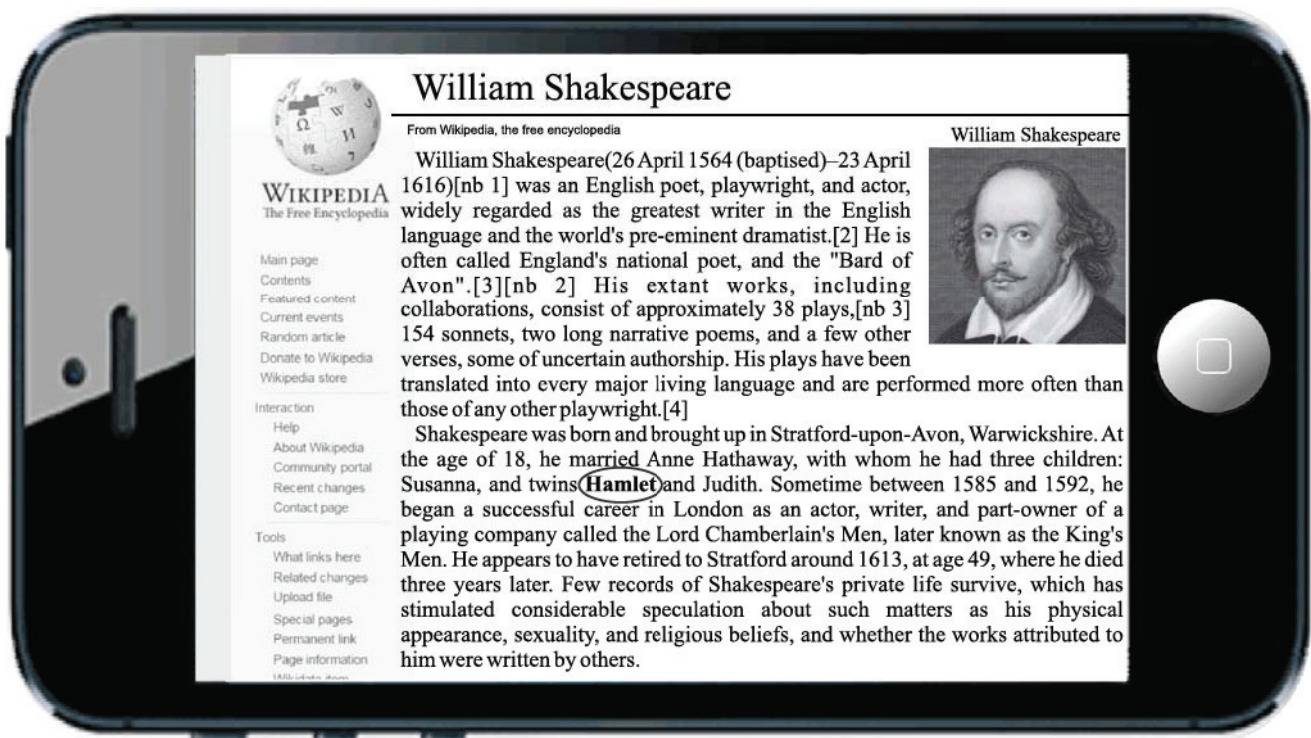 William Shakespeare
WIKIPEDIA
The Free Encyclopedia
Main page
Contents
Featured content
Current events
Random article
Donate to Wikipedia
Wikipedia store
Interaction
Help
About Wikipedia
Community portal
Recent changes
Contact page
Tools
What links here
Related changes
Upload file
Special pages
Permanent link
Page information
Wikidata item
From Wikipedia, the free encyclopedia
William Shakespeare
William Shakespeare(26 April 1564 (baptised)–23 April
1616)[nb 1] was an English poet, playwright, and actor,
widely regarded as the greatest writer in the English
language and the world's pre-eminent dramatist.[2] He is
often called England's national poet, and the "Bard of
Avon".[3][nb 2] His extant works, including
collaborations, consist of approximately 38 plays,[nb 3]
154 sonnets, two long narrative poems, and a few other
verses, some of uncertain authorship. His plays have been
translated into every major living language and are performed more often than
those of any other playwright.[4]
Shakespeare was born and brought up in Stratford-upon-Avon, Warwickshire. At
the age of 18, he married Anne Hathaway, with whom he had three children:
Susanna, and twins Hamlet and Judith. Sometime between 1585 and 1592, he
began a successful career in London as an actor, writer, and part-owner of a
playing company called the Lord Chamberlain's Men, later known as the King's
Men. He appears to have retired to Stratford around 1613, at age 49, where he died
three years later. Few records of Shakespeare's private life survive, which has
stimulated considerable speculation about such matters as his physical
appearance, sexuality, and religious beliefs, and whether the works attributed to
him were written by others.